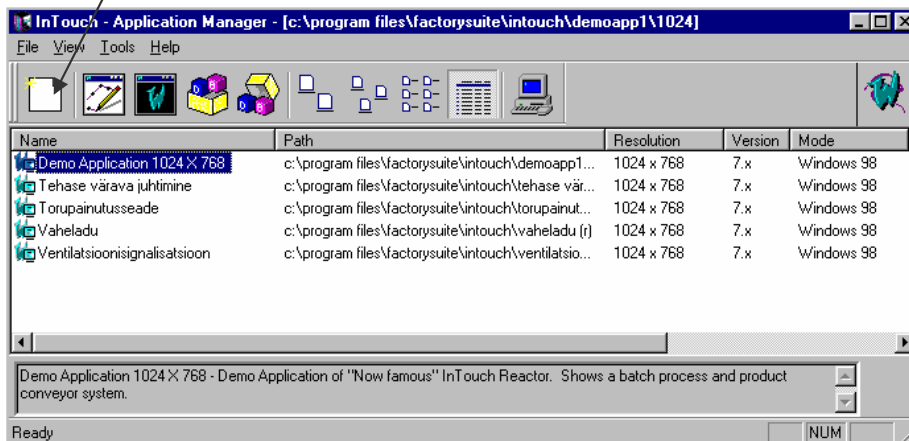 InTouch - Application Manager - [c:\program files\factorysuite\intouch\demoapp1\1024]
File View Tools Help
Name Path Resolution Version Mode
Demo Application 1024 X 768 c:\program files\factorysuite\intouch\demoapp1... 1024 x 768 7.x Windows 98
Tehase värava juhtimine c:\program files\factorysuite\intouch\tehase vär... 1024 x 768 7.x Windows 98
Torupainutusseade c:\program files\factorysuite\intouch\torupainut... 1024 x 768 7.x Windows 98
Vaheladu c:\program files\factorysuite\intouch\vaheladu (r) 1024 x 768 7.x Windows 98
Ventilatsioonisignalisatsioon c:\program files\factorysuite\intouch\ventilatsio... 1024 x 768 7.x Windows 98
Demo Application 1024 X 768 - Demo Application of "Now famous" InTouch Reactor. Shows a batch process and product
conveyor system.
Ready NUM